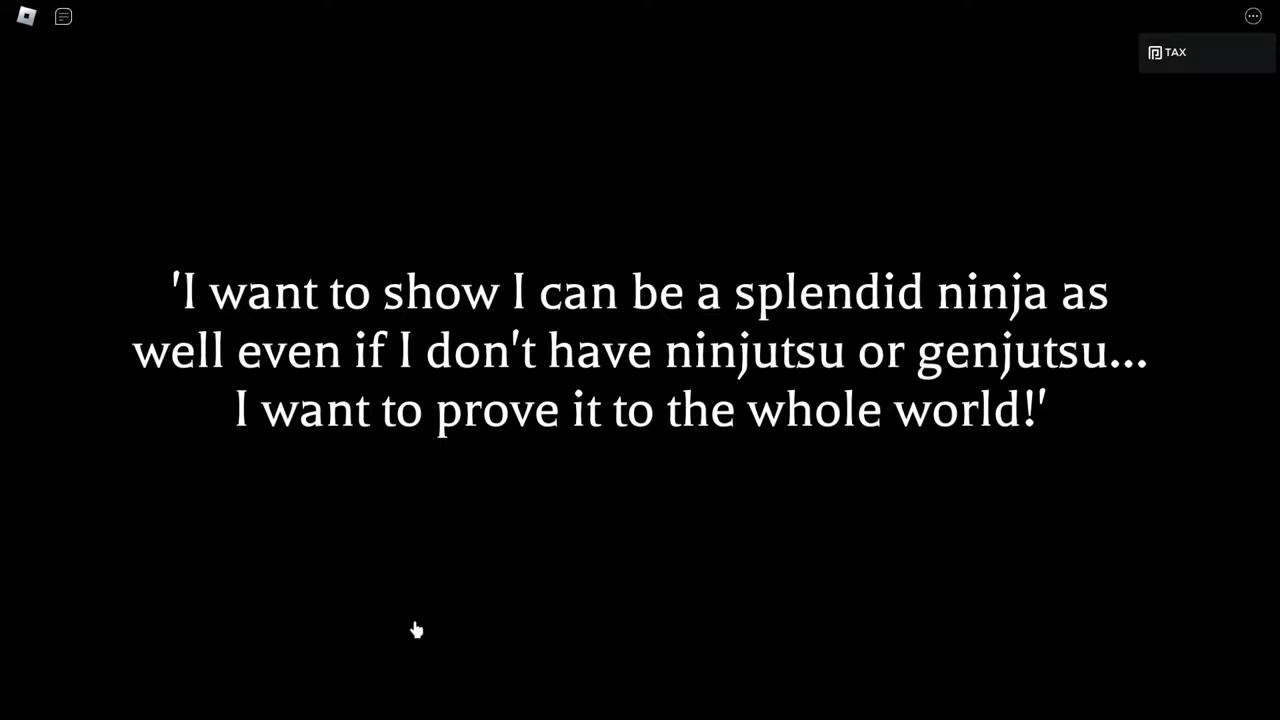 TAX
'I want to show I can be a splendid ninja as
well even if I don't have ninjutsu or genjutsu...
I want to prove it to the whole world!'